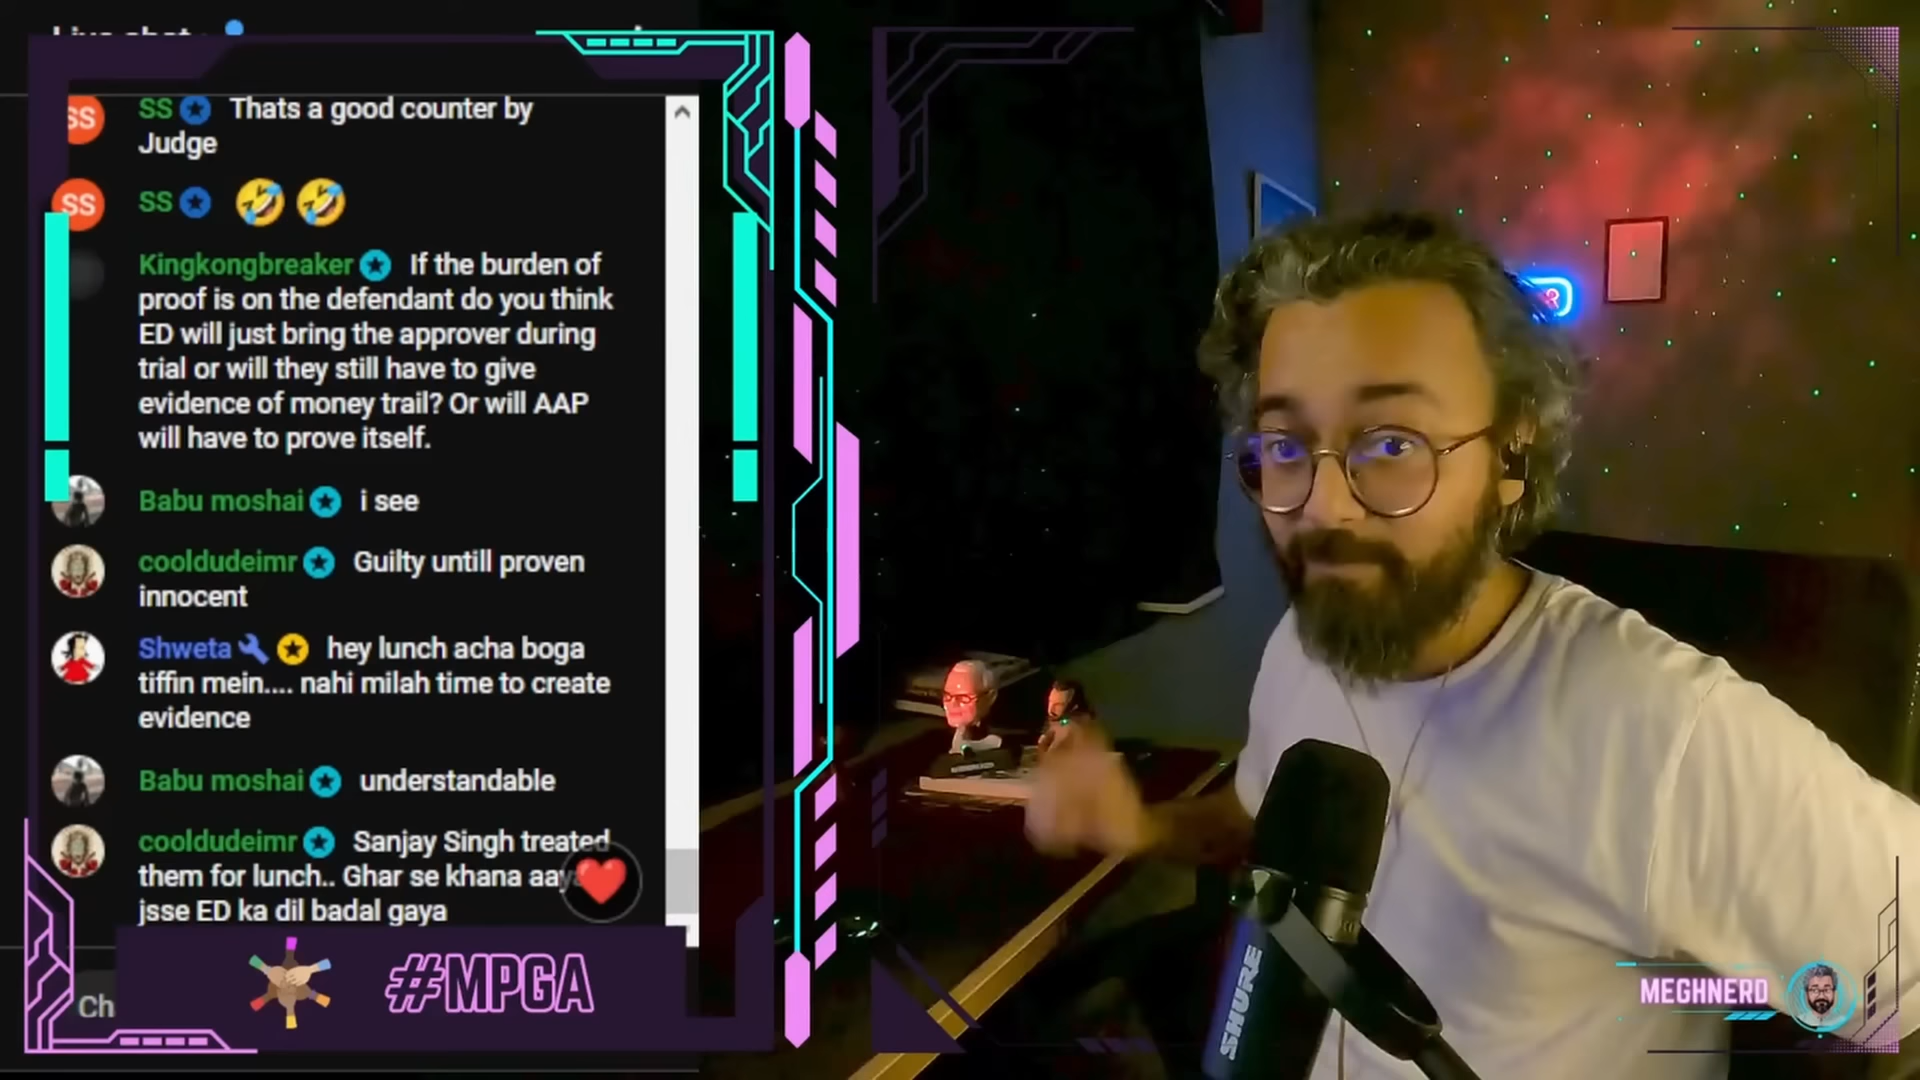 Live chat
SS Thats a good counter by
Judge
SS
Kingkongbreaker If the burden of
proof is on the defendant do you think
ED will just bring the approver during
trial or will they still have to give
evidence of money trail? Or will AAP
will have to prove itself.
Babu moshai i see
cooldudeimr Guilty untill proven
innocent
Shweta hey lunch acha boga
tiffin mein.... nahi milah time to create
evidence
Babu moshai understandable
cooldudeimr Sanjay Singh treated
them for lunch.. Ghar se khana
jsse ED ka dil badal gaya
Ch
#MPGA
SHURE
MEGHNERD